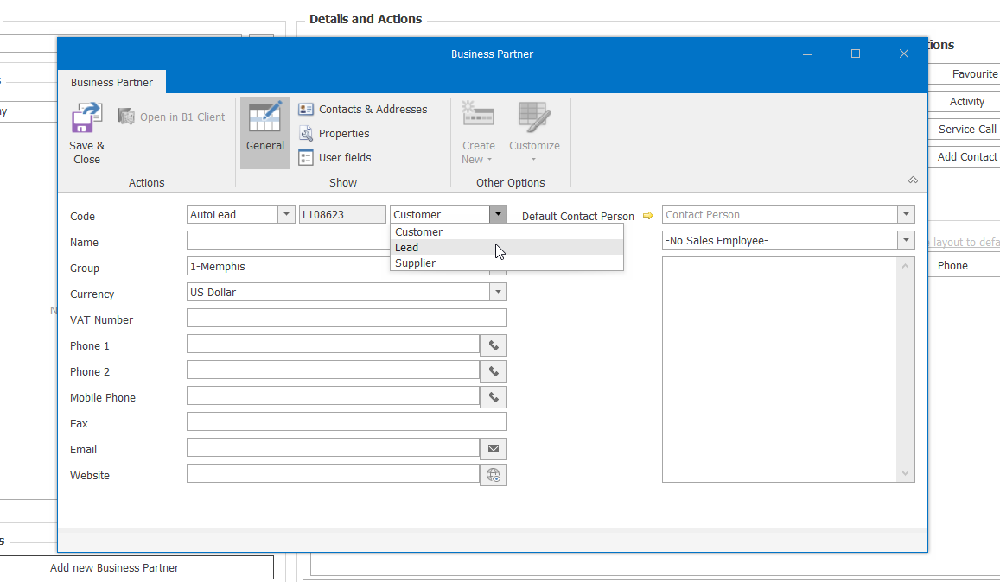 Details and Actions
Business Partner
Business Partner
Save &
Close
Open in B1 Client
Actions
General
Contacts & Addresses
Properties
User fields
Show
Create
New
Customize
Other Options
Code
AutoLead
L108623
Customer
Default Contact Person
Contact Person
Customer
Lead
Supplier
Name
-No Sales Employee-
Group
1-Memphis
Currency
US Dollar
VAT Number
Phone 1
Phone 2
Mobile Phone
Fax
Email
Website
Favourite
Activity
Service Call
Add Contact
layout to defa
Phone
Add new Business Partner